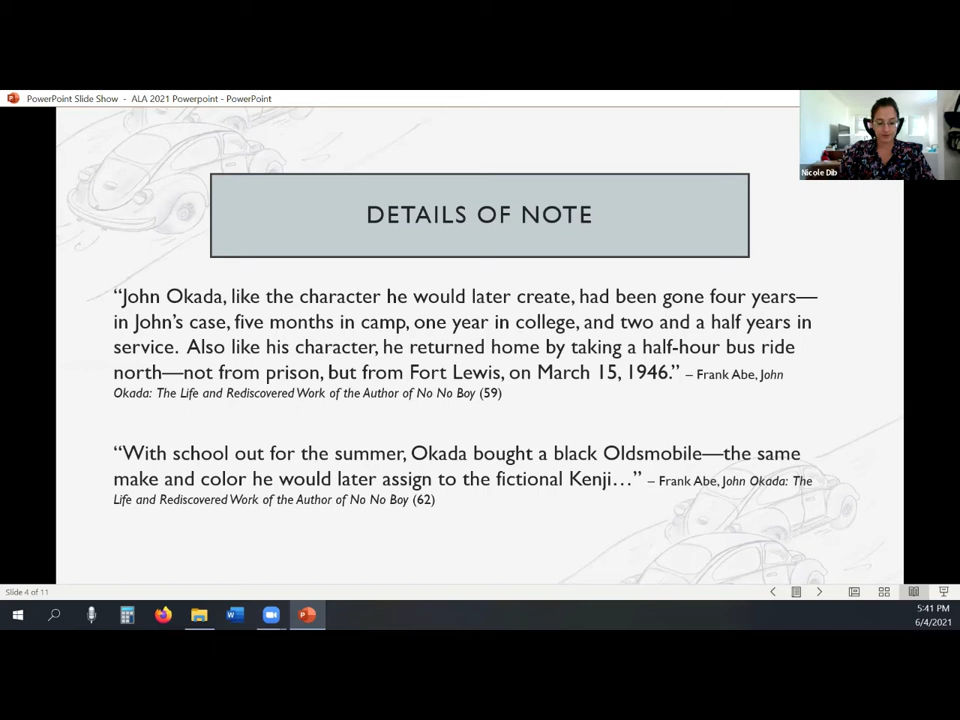 PowerPoint Slide Show - ALA 2021 Powerpoint - PowerPoint
Nicole Dib
DETAILS OF NOTE
“John Okada, like the character he would later create, had been gone four years—
in John’s case, five months in camp, one year in college, and two and a half years in
service. Also like his character, he returned home by taking a half-hour bus ride
north—not from prison, but from Fort Lewis, on March 15, 1946.” – Frank Abe, John
Okada: The Life and Rediscovered Work of the Author of No No Boy (59)
“With school out for the summer, Okada bought a black Oldsmobile—the same
make and color he would later assign to the fictional Kenji…” – Frank Abe, John Okada: The
Life and Rediscovered Work of the Author of No No Boy (62)
Slide 4 of 11
5:41 PM
6/4/2021